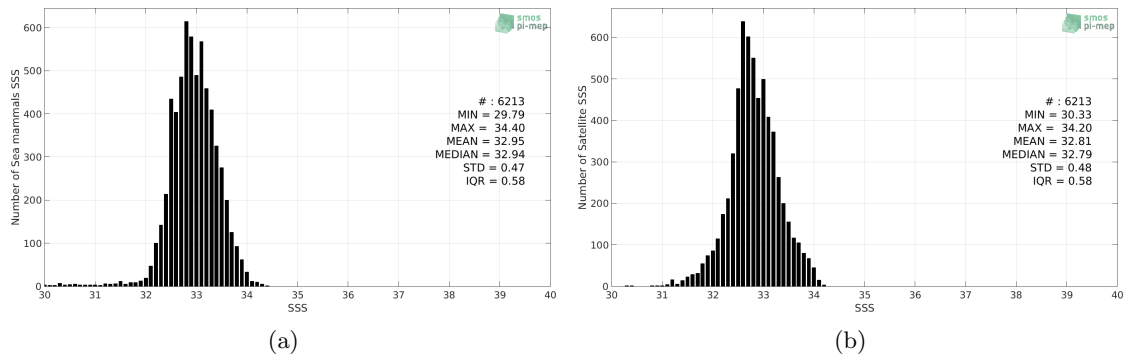 smos
pi-mep
Number of Sea mammals SSS
600
500
400
300
200
100
0
# : 6213
MIN = 29.79
MAX = 34.40
MEAN = 32.95
MEDIAN = 32.94
STD = 0.47
IQR = 0.58
30 31 32 33 34 35 36 37 38 39 40
SSS
(a)
smos
pi-mep
Number of Satellite SSS
600
500
400
300
200
100
0
# : 6213
MIN = 30.33
MAX = 34.20
MEAN = 32.81
MEDIAN = 32.79
STD = 0.48
IQR = 0.58
30 31 32 33 34 35 36 37 38 39 40
SSS
(b)